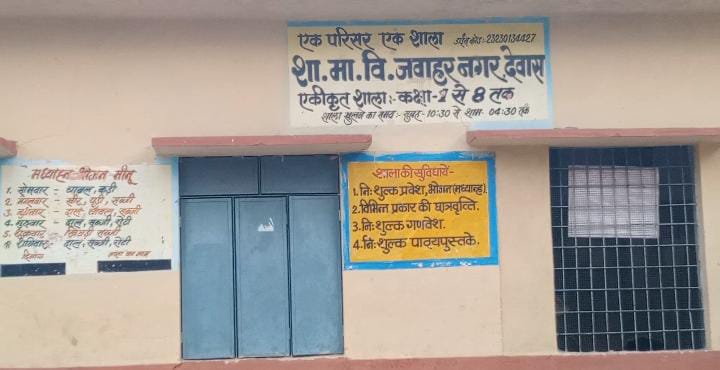 एक परिसर एक शाला डाईस कोड:-23230134427
शा.मा.वि.जवाहर नगर,देवास
एकीकृत शाला:- कक्षा-1 से 8 तक
शाला खुलने का समय:- सुबह-10:30 से शाम- 04:30 तक
मध्यान्ह भोजन मीनू
1. सोमवार - चावल, कड़ी
2. मंगलवार - खीर, पूड़ी, सब्जी
3. बुधवार - दाल, चावल, सब्जी
4. गुरुवार - दाल, सब्जी, रोटी
5. शुक्रवार - खिचड़ी सब्जी
6. शनिवार - दाल, सब्जी, रोटी
दिनांक
शाला की सुविधायें-
1. नि:शुल्क प्रवेश, भोजन (मध्यान्ह).
2. विभिन्न प्रकार की छात्रवृत्ति.
3. नि:शुल्क गणवेश.
4. नि:शुल्क पाठ्यपुस्तके.